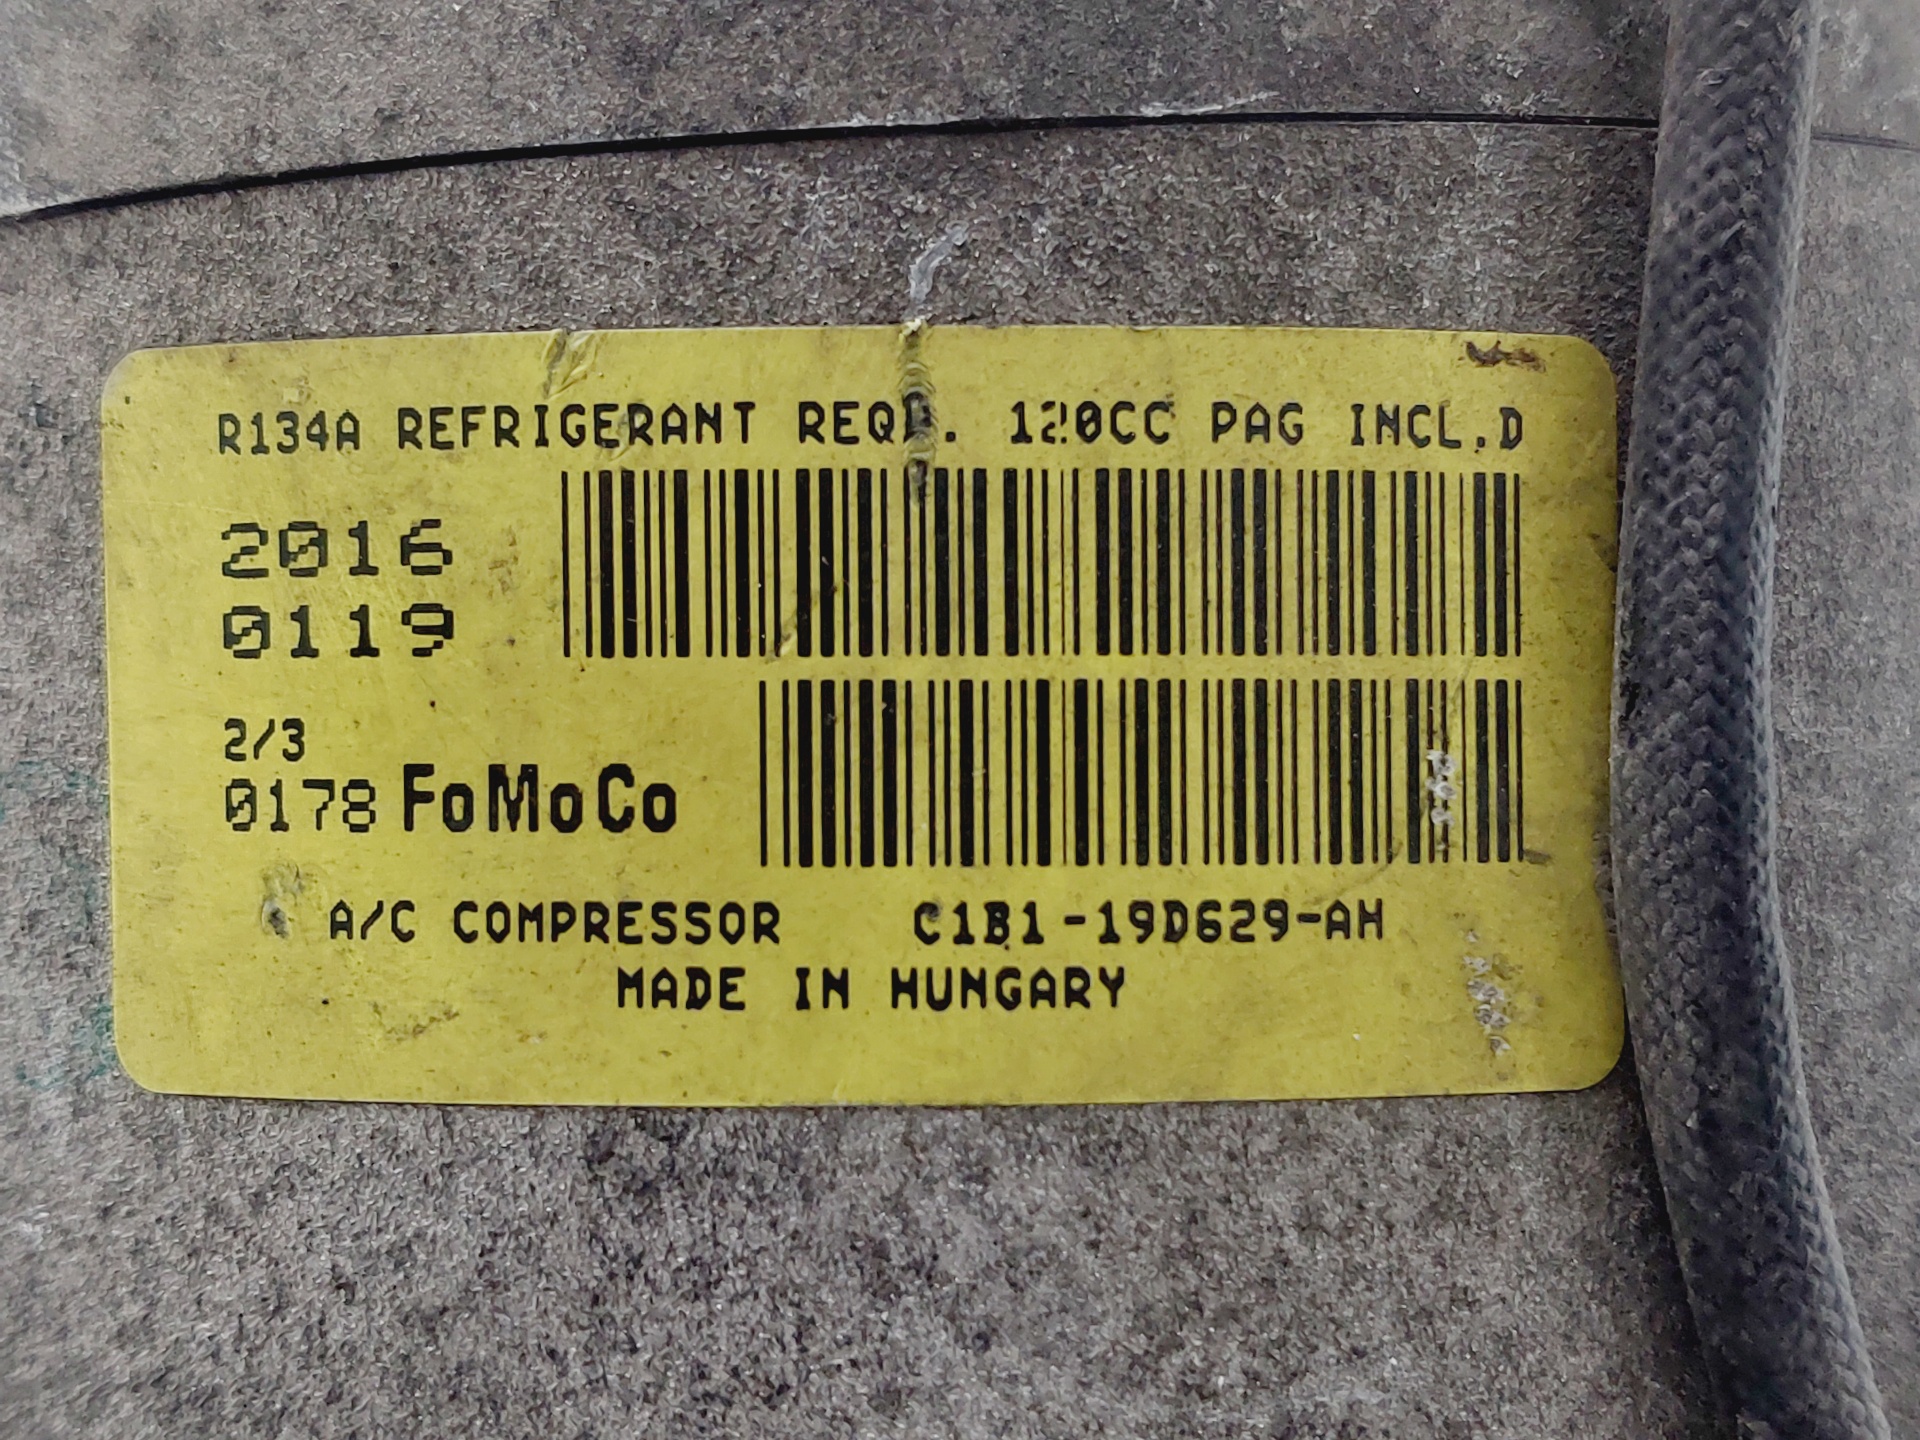 R134A REFRIGERANT REQD. 120CC PAG INCL.D
2016
0119
2/3
0178 FoMoCo
A/C COMPRESSOR C1B1-19D629-AH
MADE IN HUNGARY